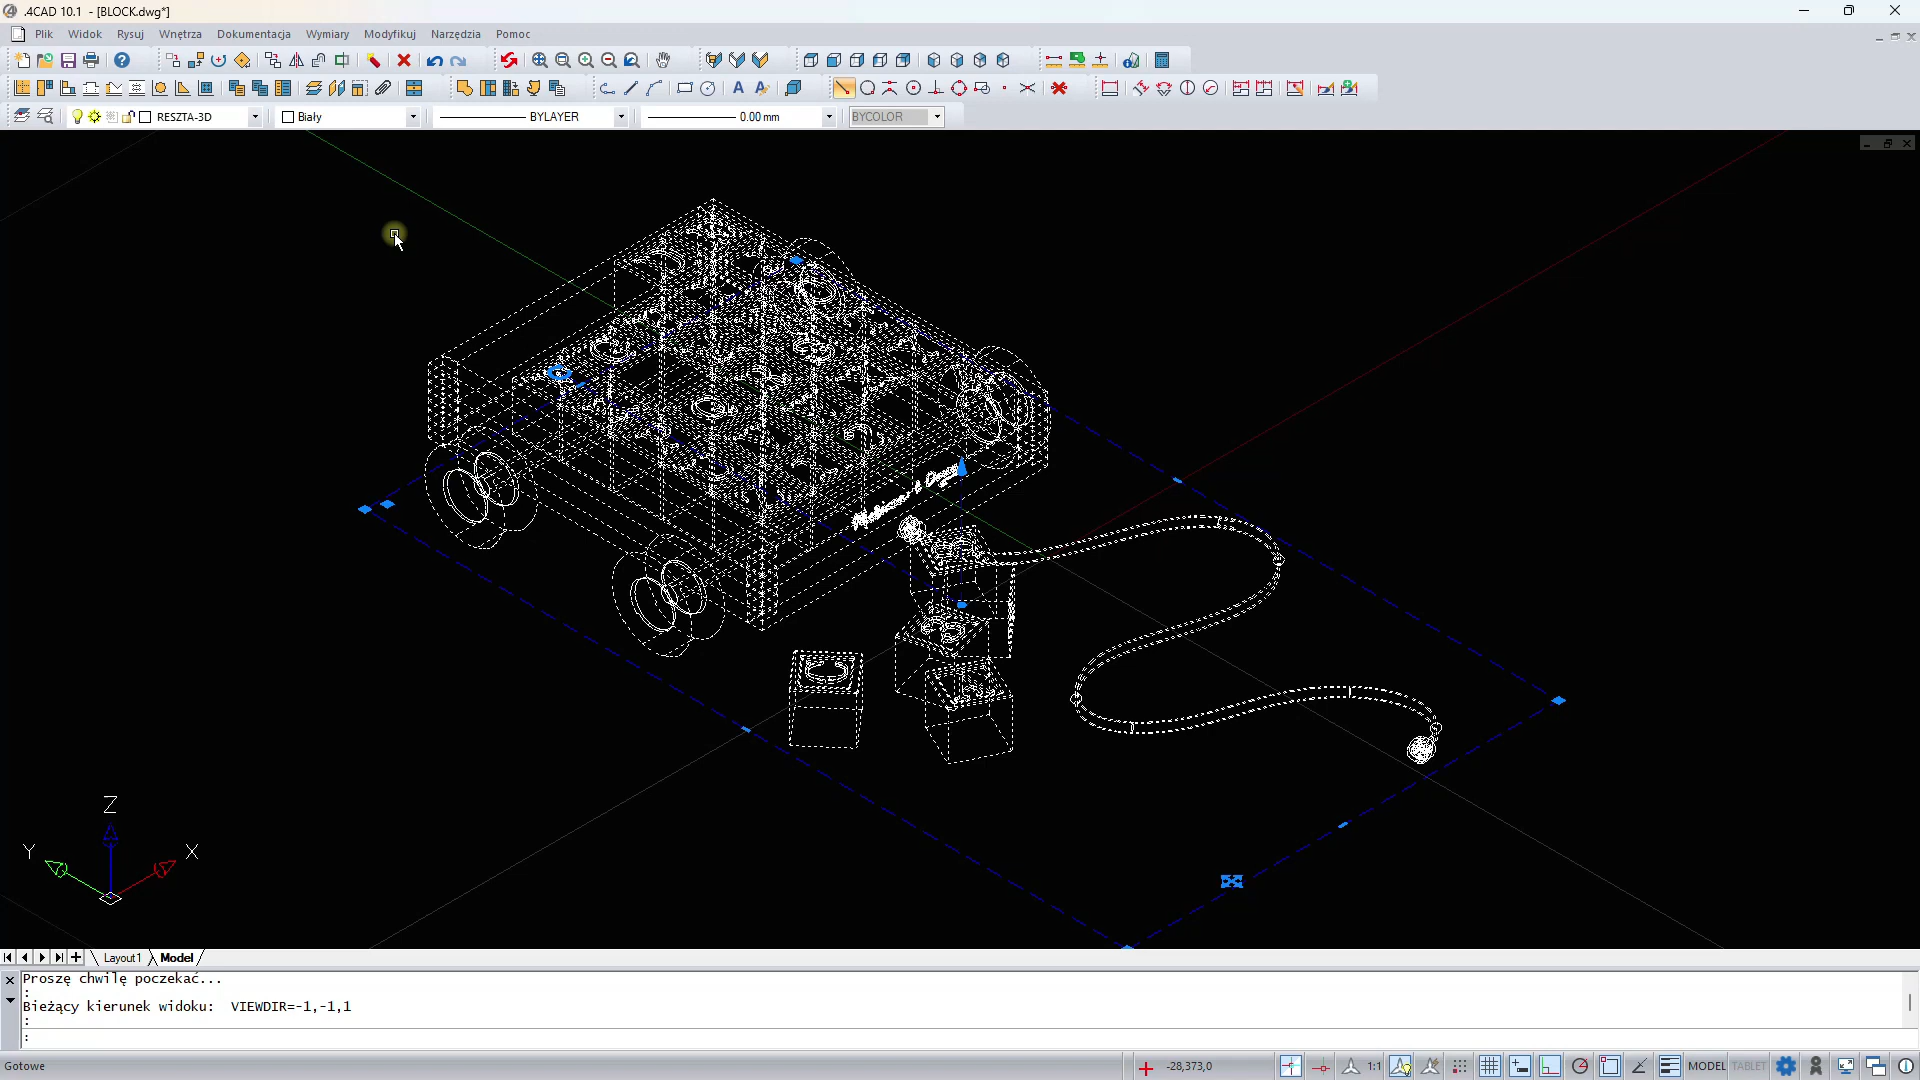 .4CAD 10.1 - [BLOCK.dwg*]
Plik Widok Rysuj Wnętrza Dokumentacja Wymiary Modyfikuj Narzędzia Pomoc
RESZTA-3D Biały BYLAYER 0.00 mm BYCOLOR
Z
Y X
Layout1 Model
Proszę chwilę poczekać...
:
Bieżący kierunek widoku: VIEWDIR=-1,-1,1
:
:
Gotowe -28,373,0 1:1 MODEL TABLET